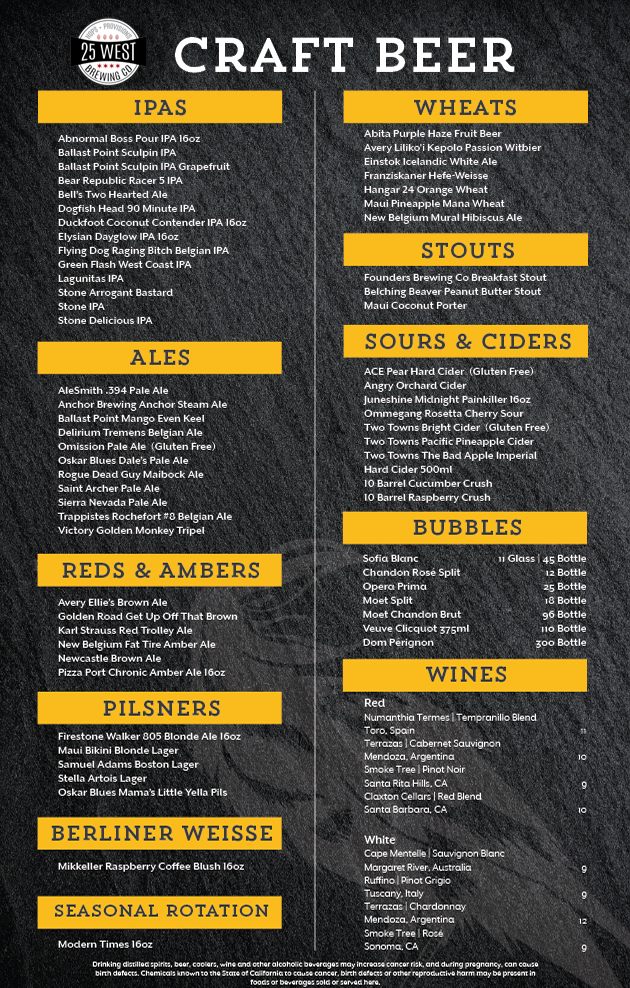 HOPS + PROVISIONS
25 WEST
BREWING CO
CRAFT BEER
IPAS
Abnormal Boss Pour IPA 16oz
Ballast Point Sculpin IPA
Ballast Point Sculpin IPA Grapefruit
Bear Republic Racer 5 IPA
Bell's Two Hearted Ale
Dogfish Head 90 Minute IPA
Duckfoot Coconut Contender IPA 16oz
Elysian Dayglow IPA 16oz
Flying Dog Raging Bitch Belgian IPA
Green Flash West Coast IPA
Lagunitas IPA
Stone Arrogant Bastard
Stone IPA
Stone Delicious IPA
ALES
AleSmith .394 Pale Ale
Anchor Brewing Anchor Steam Ale
Ballast Point Mango Even Keel
Delirium Tremens Belgian Ale
Omission Pale Ale (Gluten Free)
Oskar Blues Dale's Pale Ale
Rogue Dead Guy Maibock Ale
Saint Archer Pale Ale
Sierra Nevada Pale Ale
Trappistes Rochefort #8 Belgian Ale
Victory Golden Monkey Tripel
REDS & AMBERS
Avery Ellie's Brown Ale
Golden Road Get Up Off That Brown
Karl Strauss Red Trolley Ale
New Belgium Fat Tire Amber Ale
Newcastle Brown Ale
Pizza Port Chronic Amber Ale 16oz
PILSNERS
Firestone Walker 805 Blonde Ale 16oz
Maui Bikini Blonde Lager
Samuel Adams Boston Lager
Stella Artois Lager
Oskar Blues Mama's Little Yella Pils
BERLINER WEISSE
Mikkeller Raspberry Coffee Blush 16oz
SEASONAL ROTATION
Modern Times 16oz
WHEATS
Abita Purple Haze Fruit Beer
Avery Liliko'i Kepolo Passion Witbier
Einstok Icelandic White Ale
Franziskaner Hefe-Weisse
Hangar 24 Orange Wheat
Maui Pineapple Mana Wheat
New Belgium Mural Hibiscus Ale
STOUTS
Founders Brewing Co Breakfast Stout
Belching Beaver Peanut Butter Stout
Maui Coconut Porter
SOURS & CIDERS
ACE Pear Hard Cider (Gluten Free)
Angry Orchard Cider
Juneshine Midnight Painkiller 16oz
Ommegang Rosetta Cherry Sour
Two Towns Bright Cider (Gluten Free)
Two Towns Pacific Pineapple Cider
Two Towns The Bad Apple Imperial
Hard Cider 500ml
10 Barrel Cucumber Crush
10 Barrel Raspberry Crush
BUBBLES
Sofia Blanc 11 Glass | 45 Bottle
Chandon Rosé Split 12 Bottle
Opera Prima 25 Bottle
Moet Split 18 Bottle
Moet Chandon Brut 96 Bottle
Veuve Clicquot 375ml 110 Bottle
Dom Pérignon 300 Bottle
WINES
Red
Numanthia Termes | Tempranillo Blend
Toro, Spain 11
Terrazas | Cabernet Sauvignon
Mendoza, Argentina 10
Smoke Tree | Pinot Noir
Santa Rita Hills, CA 9
Claxton Cellars | Red Blend
Santa Barbara, CA 10
White
Cape Mentelle | Sauvignon Blanc
Margaret River, Australia 9
Ruffino | Pinot Grigio
Tuscany, Italy 9
Terrazas | Chardonnay
Mendoza, Argentina 12
Smoke Tree | Rosé
Sonoma, CA 9
Drinking distilled spirits, beer, coolers, wine and other alcoholic beverages may increase cancer risk, and during pregnancy, can cause
birth defects. Chemicals known to the State of California to cause cancer, birth defects or other reproductive harm may be present in
foods or beverages sold or served here.